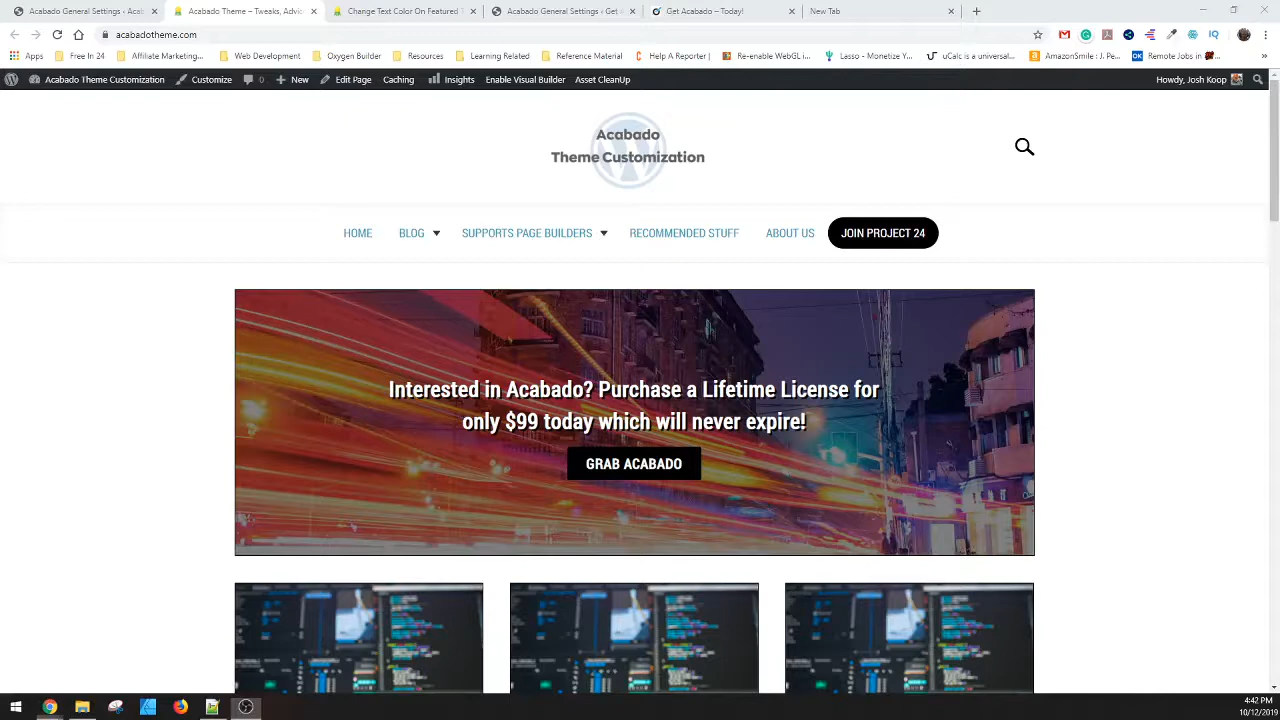 Acabado General Settings ‹ Acab
Acabado Theme – Tweaks, Advic
Change Text Color On Featured
Acabado General Settings ‹ Get
Get Acabado – Today!
New Tab
acabadotheme.com
Apps
Free In 24
Affiliate Marketing...
Web Development
Oxygen Builder
Resources
Learning Related
Reference Material
Help A Reporter |
Re-enable WebGL i...
Lasso - Monetize Y...
uCalc is a universal...
AmazonSmile : J. Pe...
Remote Jobs in
Acabado Theme Customization
Customize
0
New
Edit Page
Caching
Insights
Enable Visual Builder
Asset CleanUp
Howdy, Josh Koop
Acabado
Theme Customization
HOME
BLOG
SUPPORTS PAGE BUILDERS
RECOMMENDED STUFF
ABOUT US
JOIN PROJECT 24
Interested in Acabado? Purchase a Lifetime License for
only $99 today which will never expire!
GRAB ACABADO
4:42 PM
10/12/2019